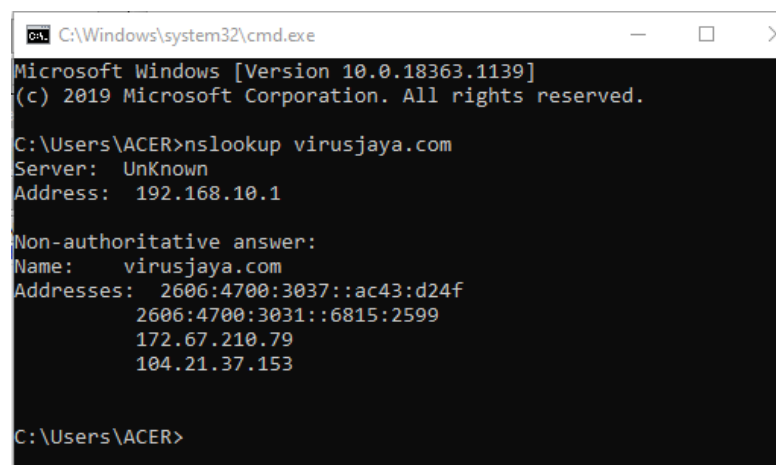 C:\Windows\system32\cmd.exe
Microsoft Windows [Version 10.0.18363.1139]
(c) 2019 Microsoft Corporation. All rights reserved.
C:\Users\ACER>nslookup virusjaya.com
Server:  UnKnown
Address:  192.168.10.1
Non-authoritative answer:
Name:    virusjaya.com
Addresses:  2606:4700:3037::ac43:d24f
2606:4700:3031::6815:2599
172.67.210.79
104.21.37.153
C:\Users\ACER>